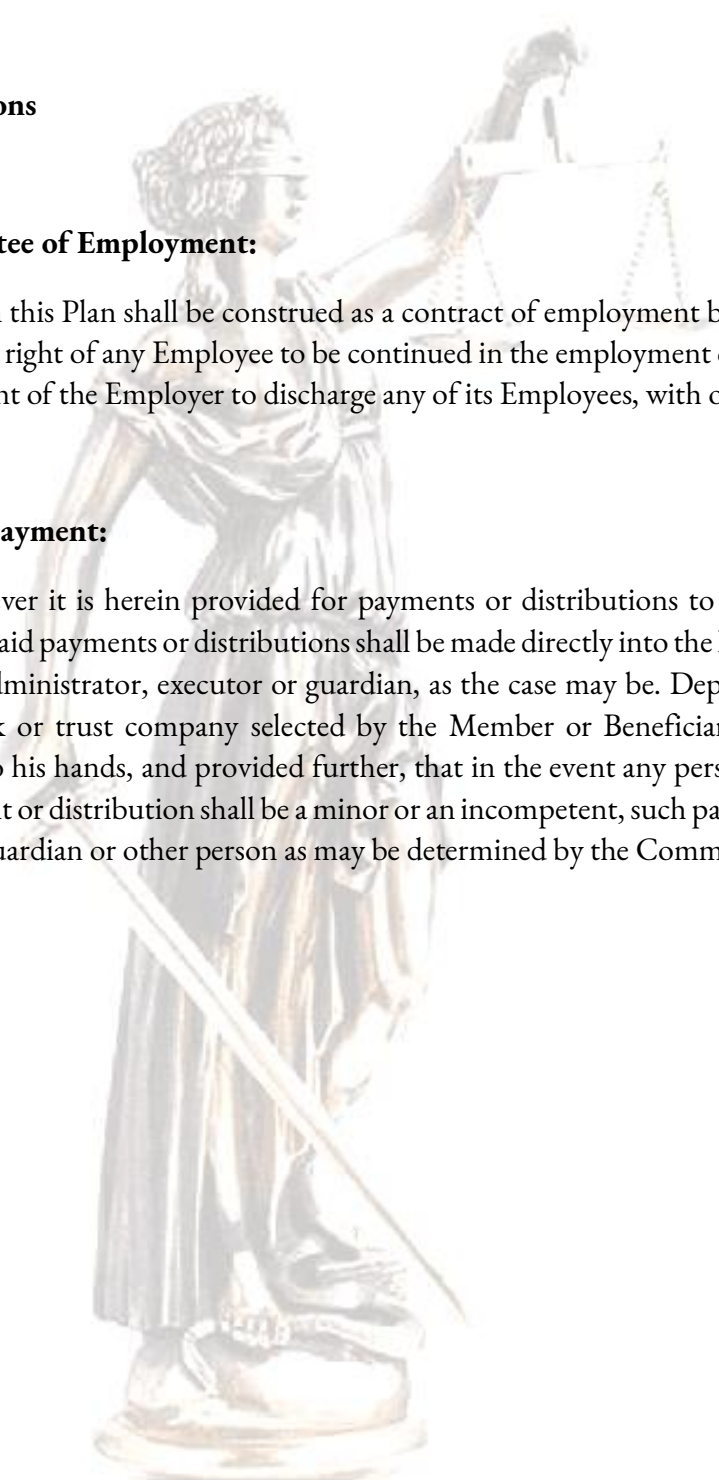 ons
tee of Employment:
this Plan shall be construed as a contract of employment b
right of any Employee to be continued in the employment
nt of the Employer to discharge any of its Employees, with o
ayment:
ver it is herein provided for payments or distributions to
aid payments or distributions shall be made directly into the
dministrator, executor or guardian, as the case may be. Dep
k or trust company selected by the Member or Beneficiar
o his hands, and provided further, that in the event any pers
t or distribution shall be a minor or an incompetent, such pa
uardian or other person as may be determined by the Comm